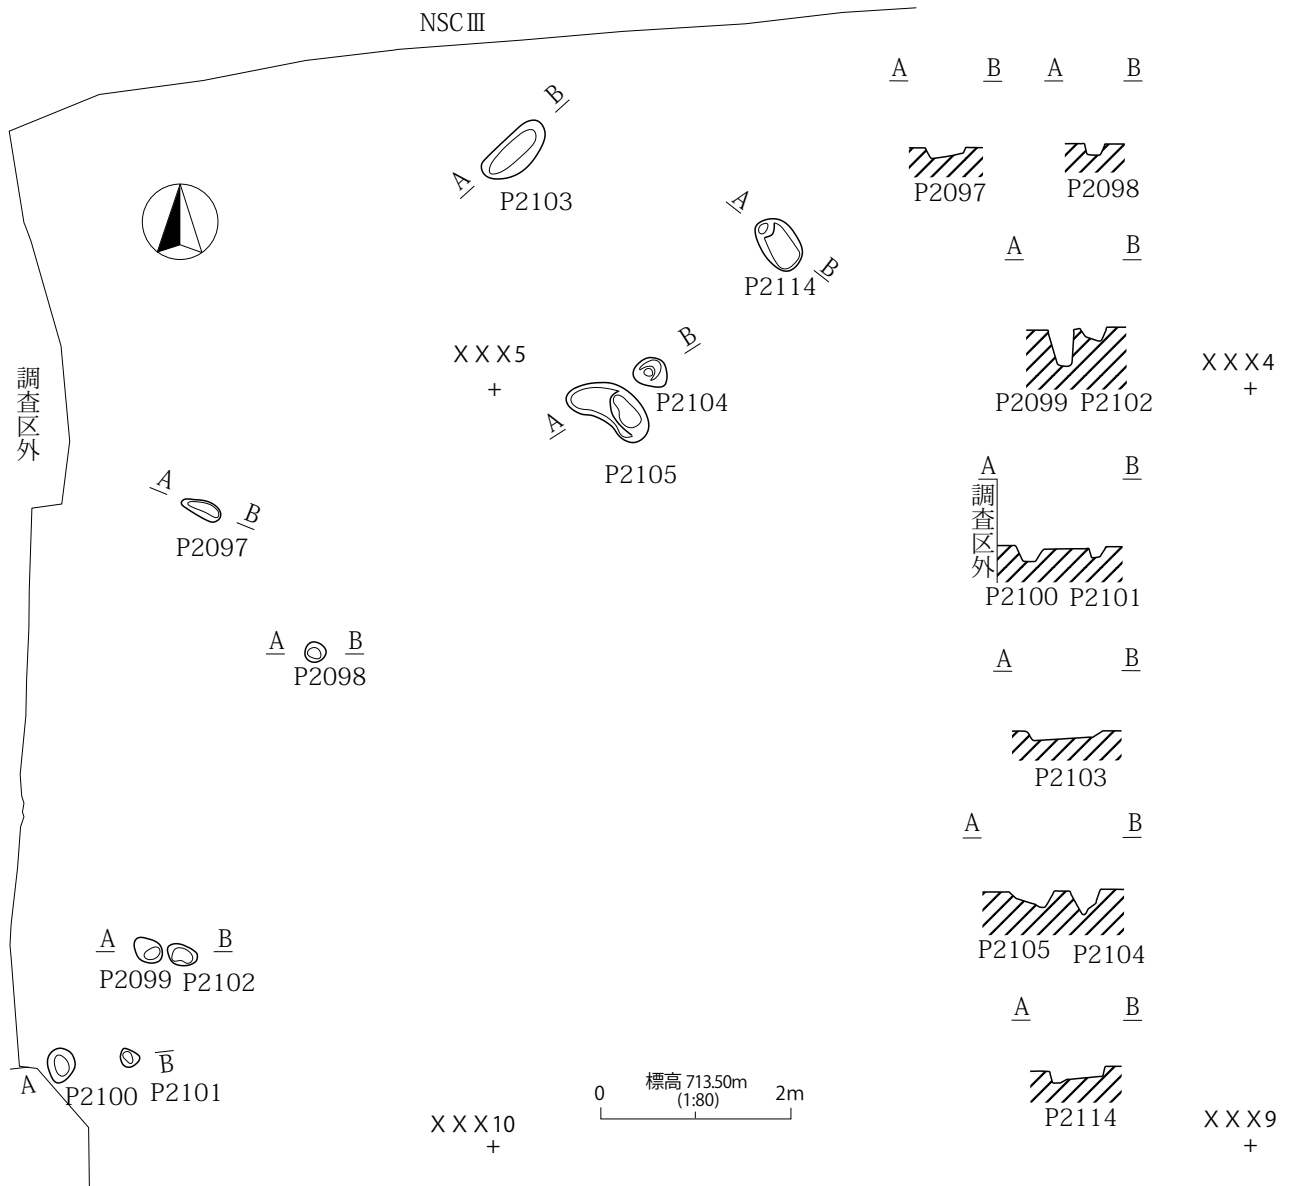 NSCⅢ
A B A B
B
A
P2103
P2097
P2098
A
B
P2114
A B
XXX5
B
A
P2104
P2105
P2099 P2102
XXX4
調査区外
A B
調査区外
A
B
P2097
P2100 P2101
A B
P2098
A B
P2103
A B
P2105
P2104
A B
P2099 P2102
A B
A
B
P2100 P2101
標高 713.50m
(1:80)
0 2m
P2114
XXX10
XXX9